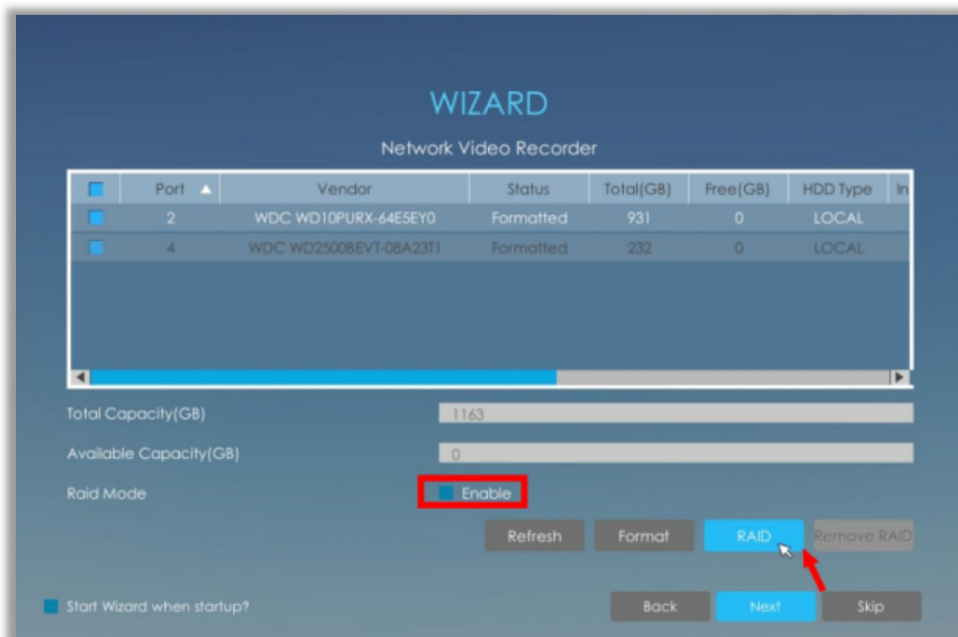 WIZARD
Network Video Recorder
Port Vendor Status Total(GB) Free(GB) HDD Type In
2 WDC WD10PURX-64E5EY0 Formatted 931 0 LOCAL
4 WDC WD2500BEVT-08A23T1 Formatted 232 0 LOCAL
Total Capacity(GB) 1163
Available Capacity(GB) 0
Raid Mode Enable
Refresh Format RAID Remove RAID
Start Wizard when startup? Back Next Skip